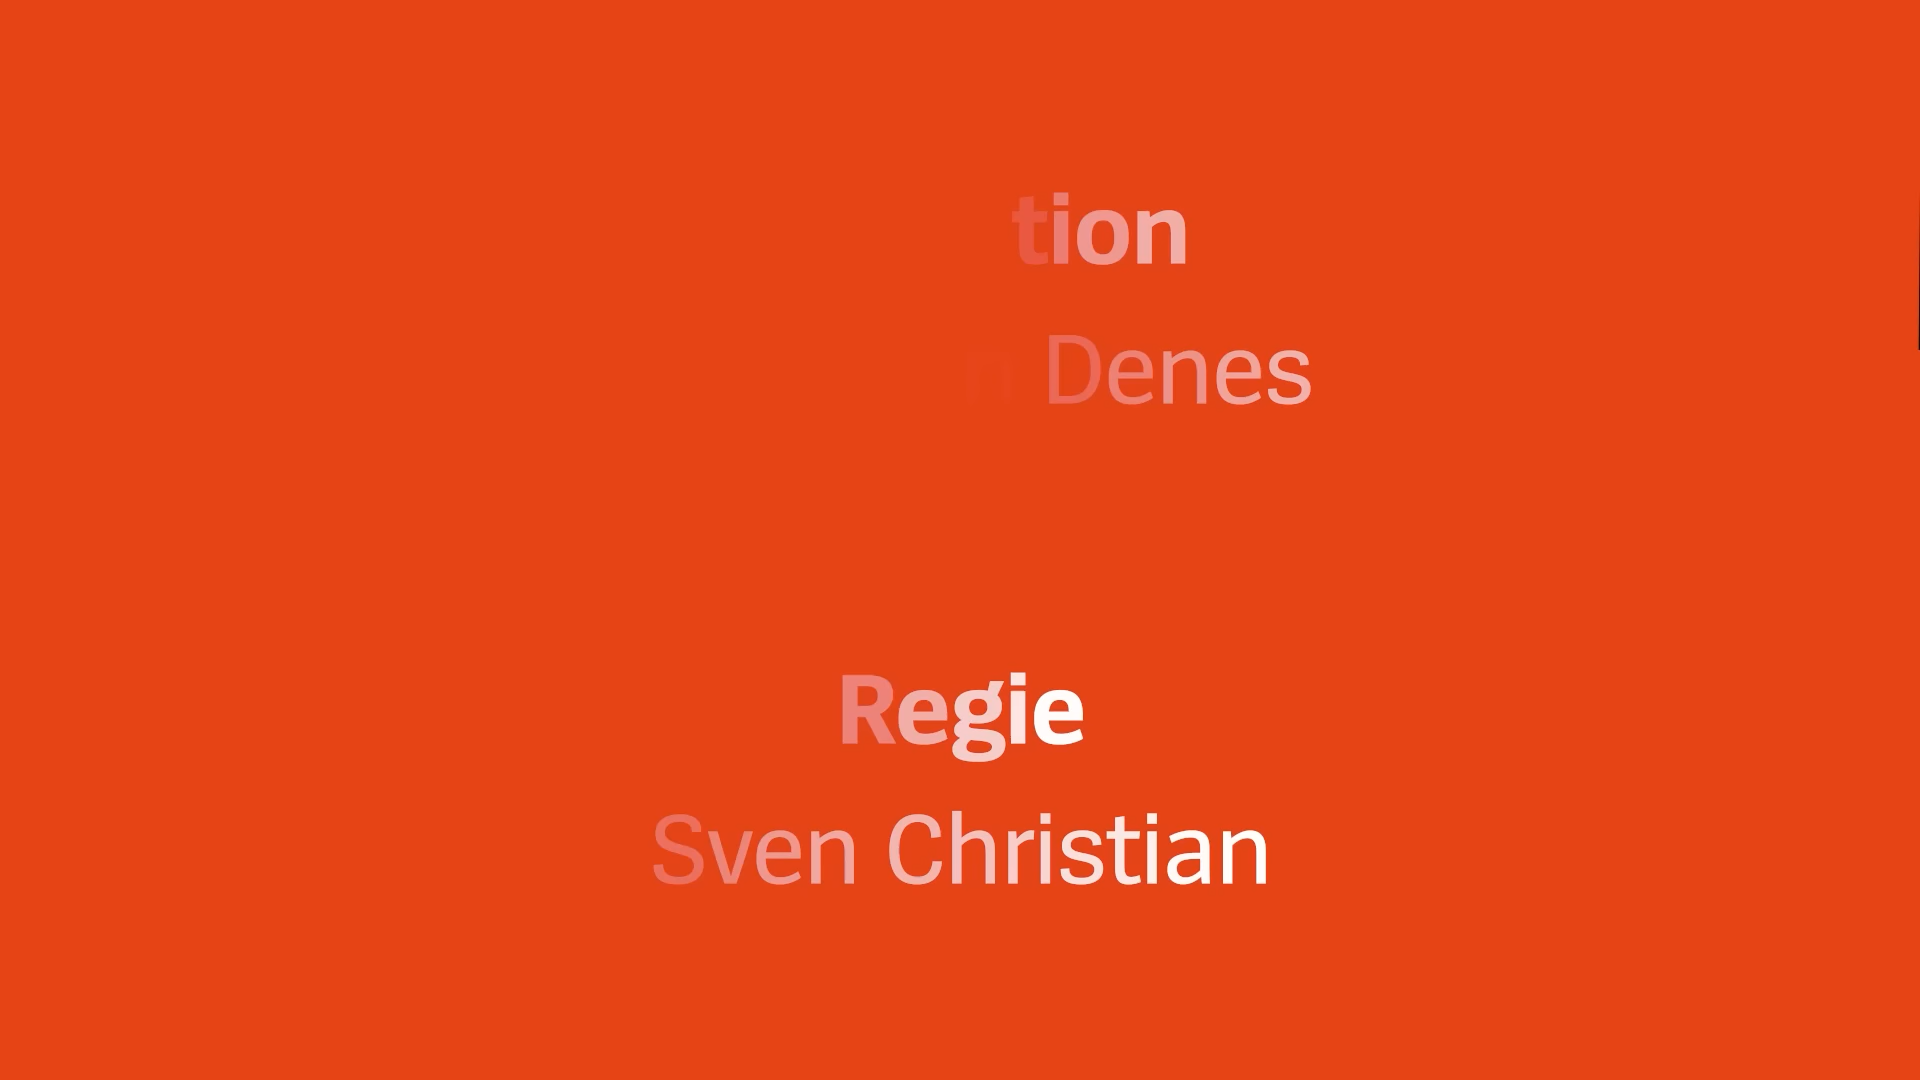 tion
n Denes
Regie
Sven Christian